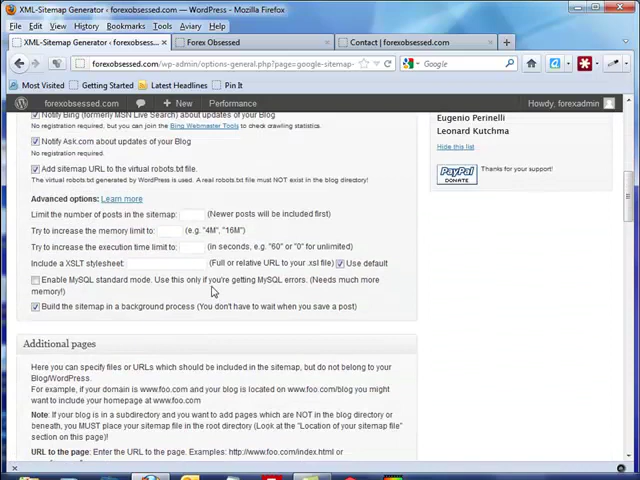 XML-Sitemap Generator ‹ forexobsessed.com — WordPress - Mozilla Firefox
File Edit View History Bookmarks Tools Help
XML-Sitemap Generator ‹ forexobses... × Forex Obsessed × Contact | forexobsessed.com × +
forexobsessed.com/wp-admin/options-general.php?page=google-sitemap- Google
Most Visited Getting Started Latest Headlines Pin It
forexobsessed.com + New Performance Howdy, forexadmin
Notify Bing (formerly MSN Live Search) about updates of your Blog
No registration required, but you can join the Bing Webmaster Tools to check crawling statistics.
Notify Ask.com about updates of your Blog
No registration required.
Add sitemap URL to the virtual robots.txt file.
The virtual robots.txt generated by WordPress is used. A real robots.txt file must NOT exist in the blog directory!
Advanced options: Learn more
Limit the number of posts in the sitemap: (Newer posts will be included first)
Try to increase the memory limit to: (e.g. "4M", "16M")
Try to increase the execution time limit to: (in seconds, e.g. "60" or "0" for unlimited)
Include a XSLT stylesheet: (Full or relative URL to your .xsl file) Use default
Enable MySQL standard mode. Use this only if you're getting MySQL errors. (Needs much more
memory!)
Build the sitemap in a background process (You don't have to wait when you save a post)
Additional pages
Here you can specify files or URLs which should be included in the sitemap, but do not belong to your
Blog/WordPress.
For example, if your domain is www.foo.com and your blog is located on www.foo.com/blog you might
want to include your homepage at www.foo.com
Note: If your blog is in a subdirectory and you want to add pages which are NOT in the blog directory or
beneath, you MUST place your sitemap file in the root directory (Look at the "Location of your sitemap file"
section on this page)!
URL to the page: Enter the URL to the page. Examples: http://www.foo.com/index.html or
Eugenio Perinelli
Leonard Kutchma
Hide this list
PayPal
DONATE
Thanks for your support!